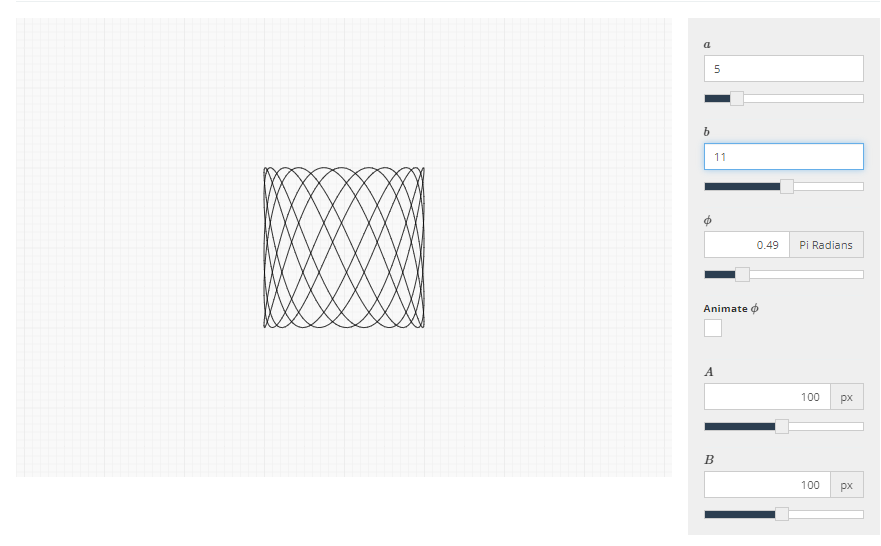 a
5
b
11
ϕ
0.49 Pi Radians
Animate ϕ
A
100 px
B
100 px